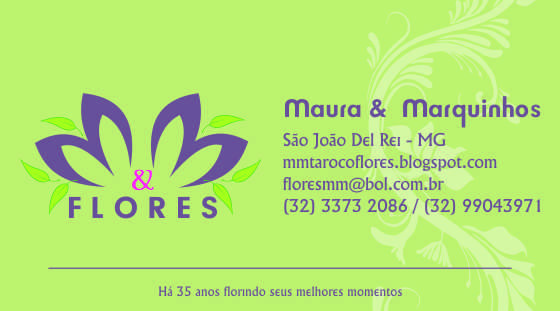 Maura & Marquinhos
São João Del Rei - MG
mmtarocoflores.blogspot.com
floresmm@bol.com.br
(32) 3373 2086 / (32) 99043971
&
FLORES
Há 35 anos florindo seus melhores momentos